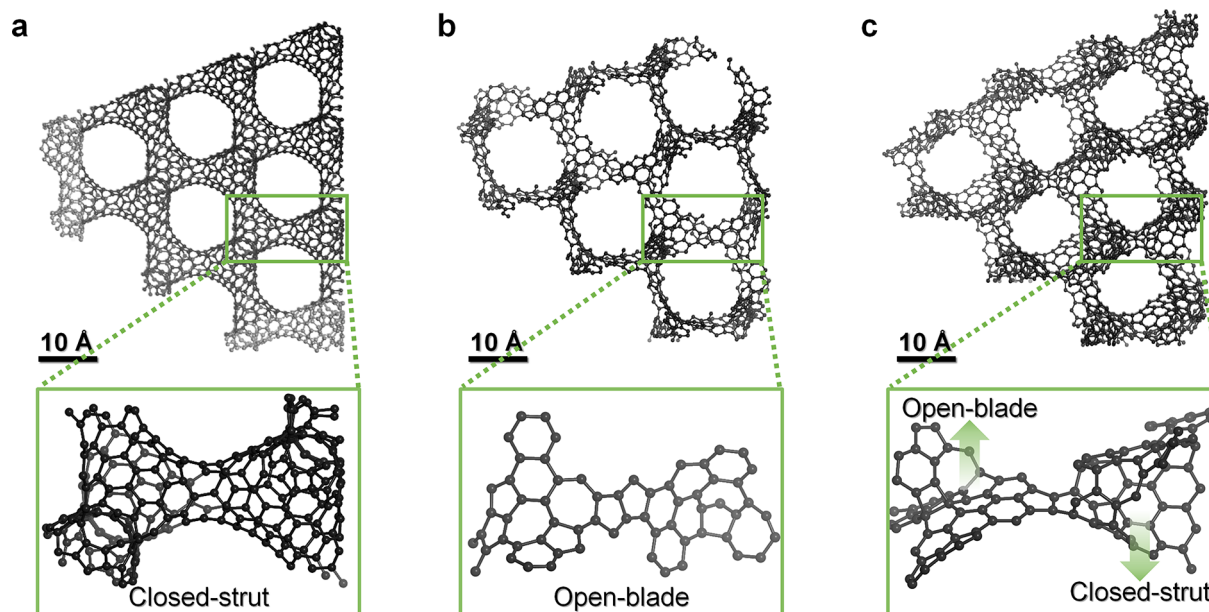 a
b
c
10 Å
10 Å
10 Å
Closed-strut
Open-blade
Open-blade
Closed-strut